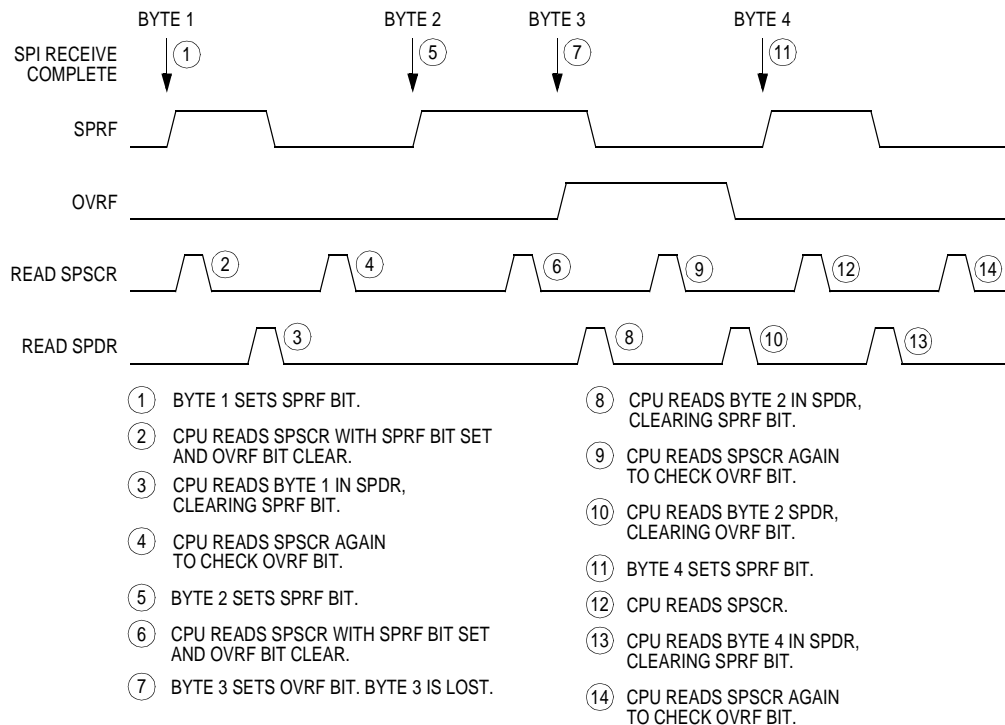 BYTE 1 BYTE 2 BYTE 3 BYTE 4
SPI RECEIVE
COMPLETE
1 5 7 11
SPRF
OVRF
READ SPSCR 2 4 6 9 12 14
READ SPDR 3 8 10 13
1 BYTE 1 SETS SPRF BIT.
2 CPU READS SPSCR WITH SPRF BIT SET
AND OVRF BIT CLEAR.
3 CPU READS BYTE 1 IN SPDR,
CLEARING SPRF BIT.
4 CPU READS SPSCR AGAIN
TO CHECK OVRF BIT.
5 BYTE 2 SETS SPRF BIT.
6 CPU READS SPSCR WITH SPRF BIT SET
AND OVRF BIT CLEAR.
7 BYTE 3 SETS OVRF BIT. BYTE 3 IS LOST.
8 CPU READS BYTE 2 IN SPDR,
CLEARING SPRF BIT.
9 CPU READS SPSCR AGAIN
TO CHECK OVRF BIT.
10 CPU READS BYTE 2 SPDR,
CLEARING OVRF BIT.
11 BYTE 4 SETS SPRF BIT.
12 CPU READS SPSCR.
13 CPU READS BYTE 4 IN SPDR,
CLEARING SPRF BIT.
14 CPU READS SPSCR AGAIN
TO CHECK OVRF BIT.